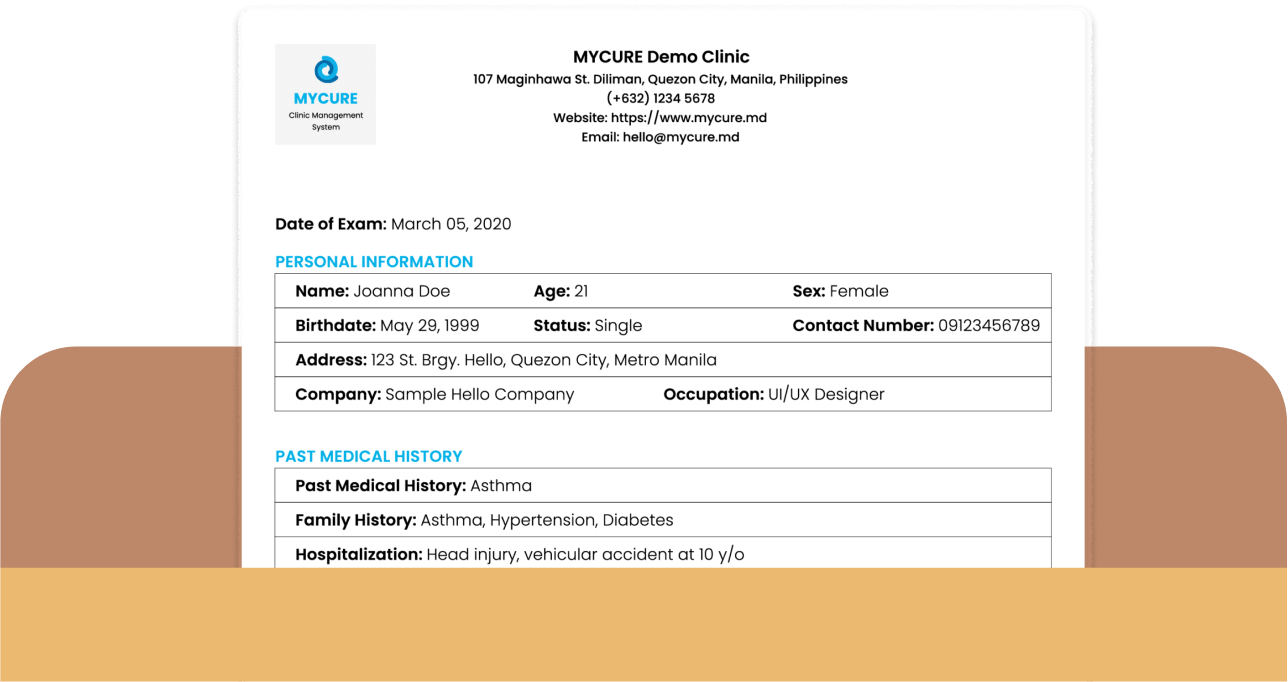 MYCURE
Clinic Management
System
MYCURE Demo Clinic
107 Maginhawa St. Diliman, Quezon City, Manila, Philippines
(+632) 1234 5678
Website: https://www.mycure.md
Email: hello@mycure.md
Date of Exam: March 05, 2020
PERSONAL INFORMATION
Name: Joanna Doe Age: 21 Sex: Female
Birthdate: May 29, 1999 Status: Single Contact Number: 09123456789
Address: 123 St. Brgy. Hello, Quezon City, Metro Manila
Company: Sample Hello Company Occupation: UI/UX Designer
PAST MEDICAL HISTORY
Past Medical History: Asthma
Family History: Asthma, Hypertension, Diabetes
Hospitalization: Head injury, vehicular accident at 10 y/o